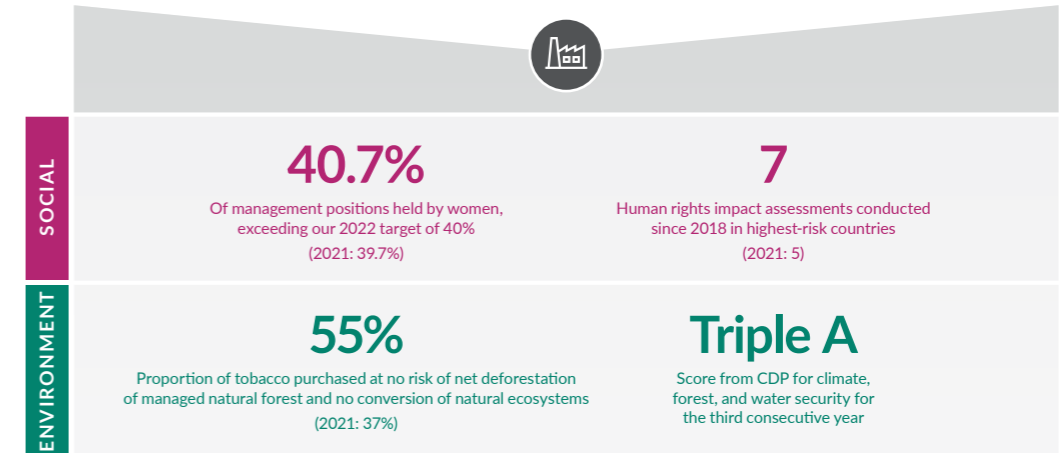 SOCIAL
40.7%
Of management positions held by women,
exceeding our 2022 target of 40%
(2021: 39.7%)
7
Human rights impact assessments conducted
since 2018 in highest-risk countries
(2021: 5)
ENVIRONMENT
55%
Proportion of tobacco purchased at no risk of net deforestation
of managed natural forest and no conversion of natural ecosystems
(2021: 37%)
Triple A
Score from CDP for climate,
forest, and water security for
the third consecutive year